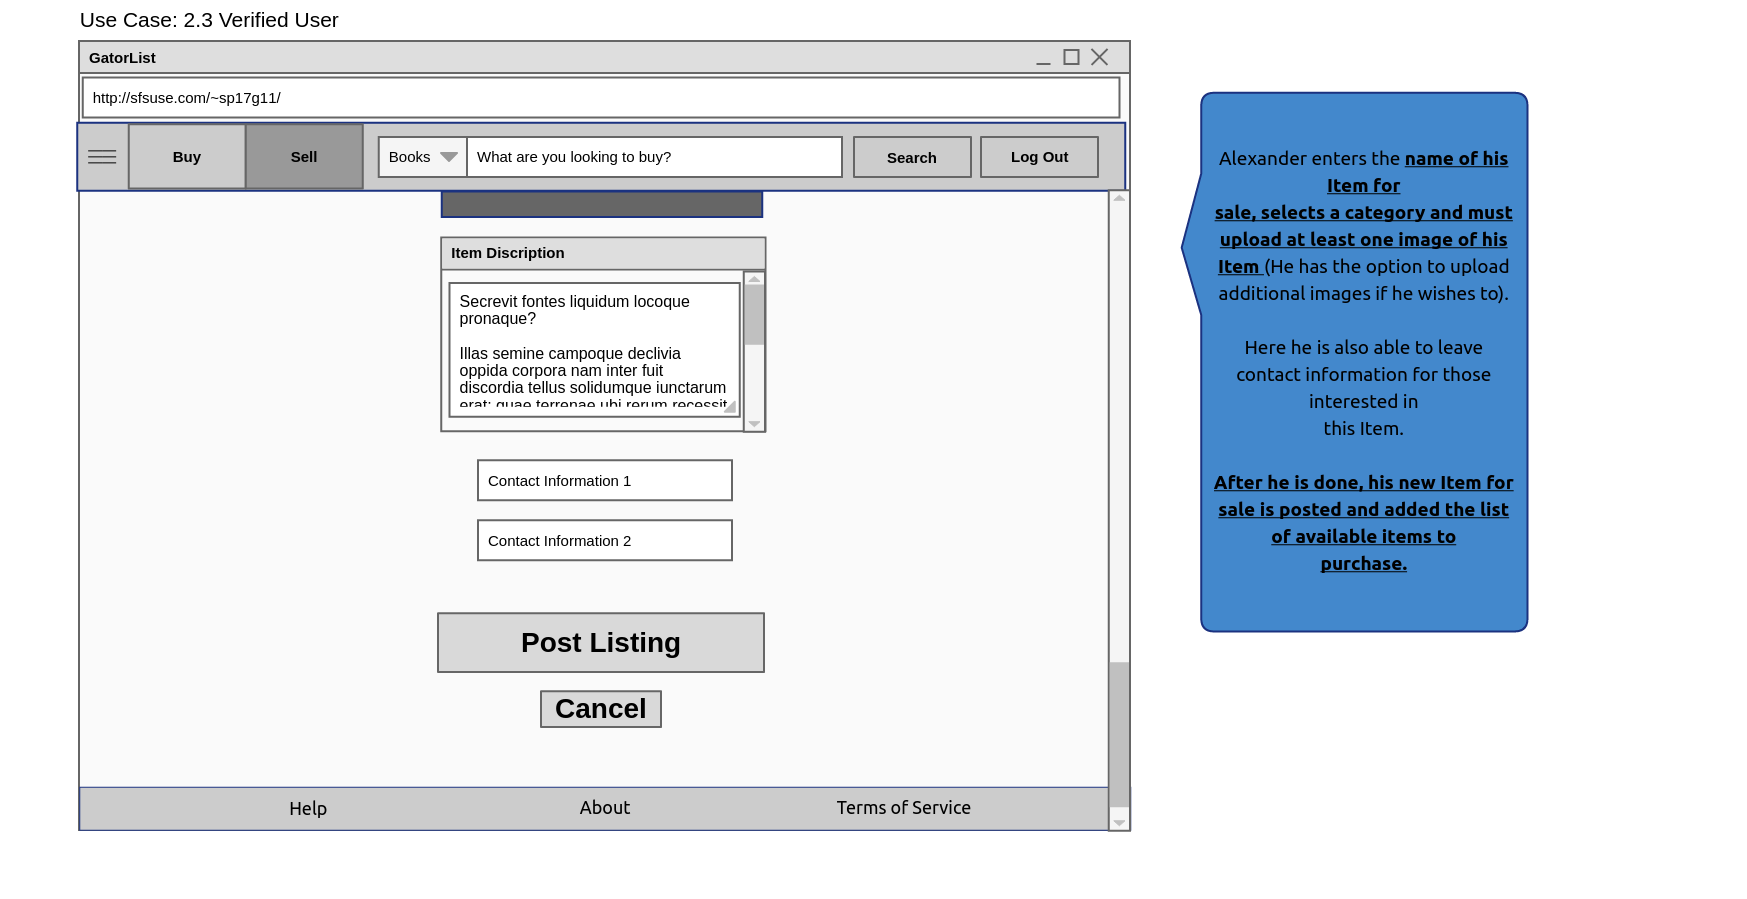 Use Case: 2.3 Verified User
GatorList
http://sfsuse.com/~sp17g11/
Buy
Sell
Books
What are you looking to buy?
Search
Log Out
Item Discription
Secrevit fontes liquidum locoque
pronaque?
Illas semine campoque declivia
oppida corpora nam inter fuit
discordia tellus solidumque iunctarum
erat: quae terrenae ubi rerum recessit
Contact Information 1
Contact Information 2
Post Listing
Cancel
Help
About
Terms of Service
Alexander enters the name of his
Item for
sale, selects a category and must
upload at least one image of his
Item (He has the option to upload
additional images if he wishes to).
Here he is also able to leave
contact information for those
interested in
this Item.
After he is done, his new Item for
sale is posted and added the list
of available items to
purchase.